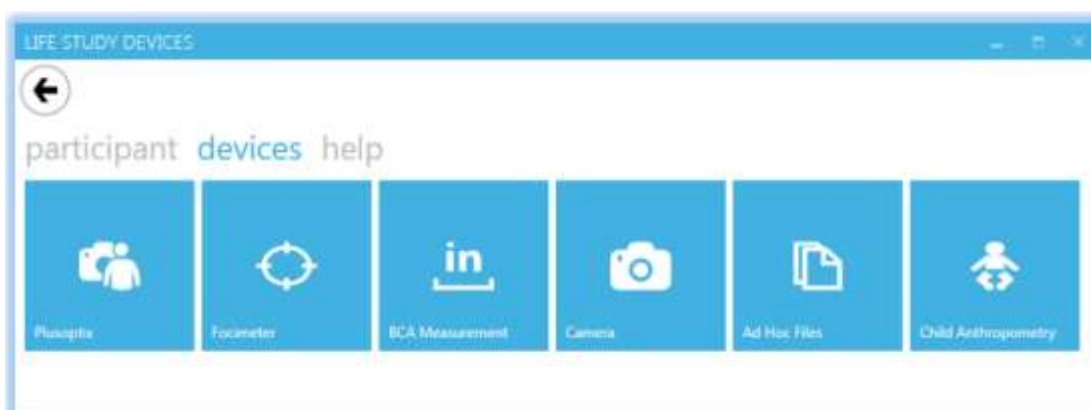 LIFE STUDY DEVICES
participant devices help
in
Plusoptix Focimeter BCA Measurement Camera Ad Hoc Files Child Anthropometry